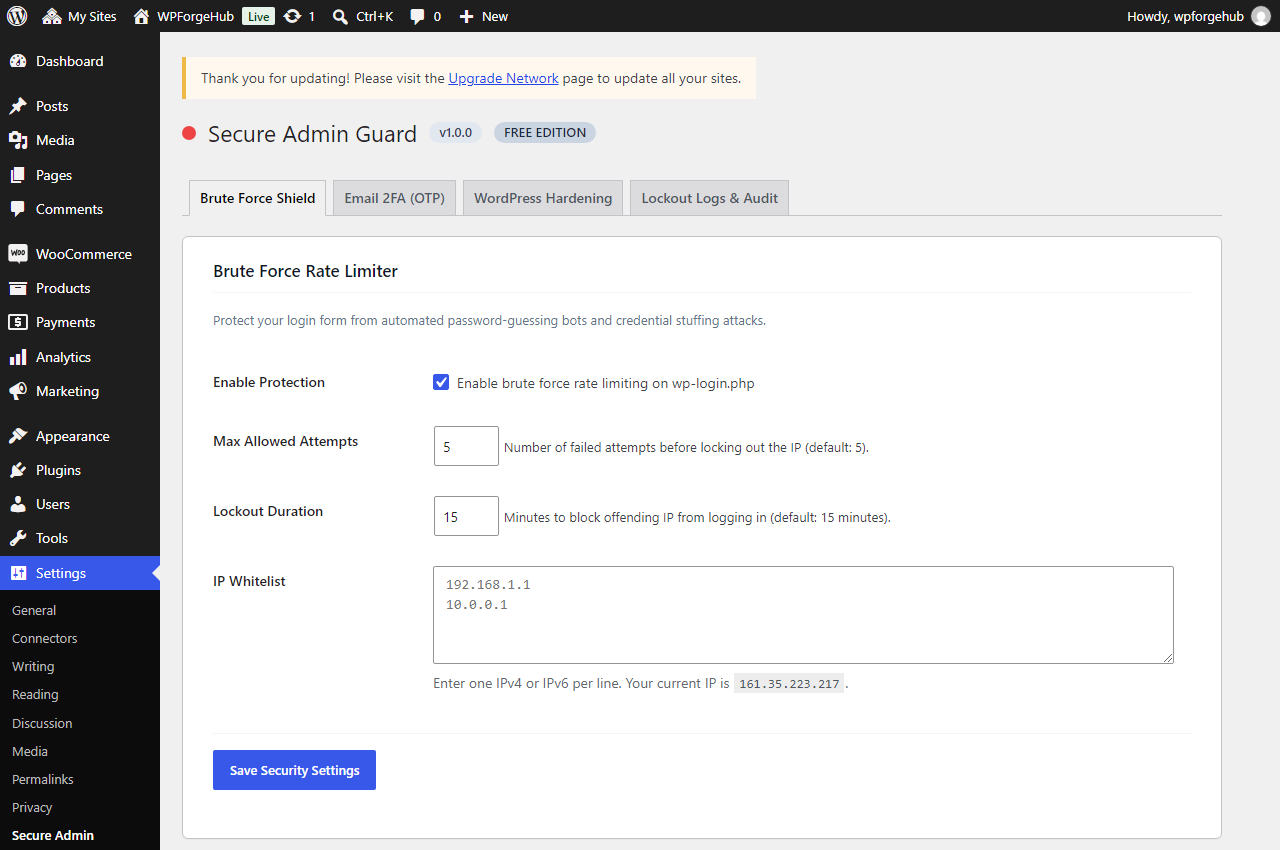 My Sites WPForgeHub Live 1 Ctrl+K 0 New Howdy, wpforgehub
Dashboard
Posts
Media
Pages
Comments
WOO WooCommerce
Products
Payments
Analytics
Marketing
Appearance
Plugins
Users
Tools
Settings
General
Connectors
Writing
Reading
Discussion
Media
Permalinks
Privacy
Secure Admin
Thank you for updating! Please visit the Upgrade Network page to update all your sites.
Secure Admin Guard v1.0.0 FREE EDITION
Brute Force Shield Email 2FA (OTP) WordPress Hardening Lockout Logs & Audit
Brute Force Rate Limiter
Protect your login form from automated password-guessing bots and credential stuffing attacks.
Enable Protection Enable brute force rate limiting on wp-login.php
Max Allowed Attempts 5 Number of failed attempts before locking out the IP (default: 5).
Lockout Duration 15 Minutes to block offending IP from logging in (default: 15 minutes).
IP Whitelist 192.168.1.1
10.0.0.1
Enter one IPv4 or IPv6 per line. Your current IP is 161.35.223.217 .
Save Security Settings